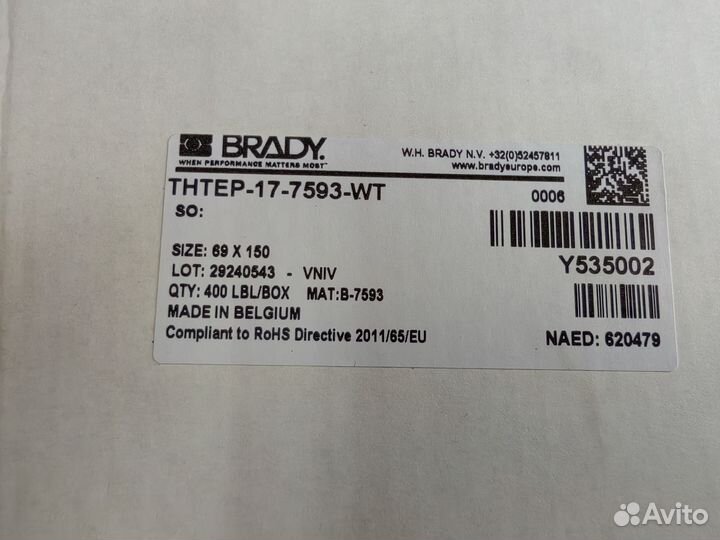 BRADY.
WHEN PERFORMANCE MATTERS MOST™
W.H. BRADY N.V. +32(0)52457811
www.bradyeurope.com
THTEP-17-7593-WT
0006
SO:
SIZE: 69 X 150
LOT: 29240543 - VNIV
QTY: 400 LBL/BOX MAT:B-7593
MADE IN BELGIUM
Compliant to RoHS Directive 2011/65/EU
Y535002
NAED: 620479
Avito